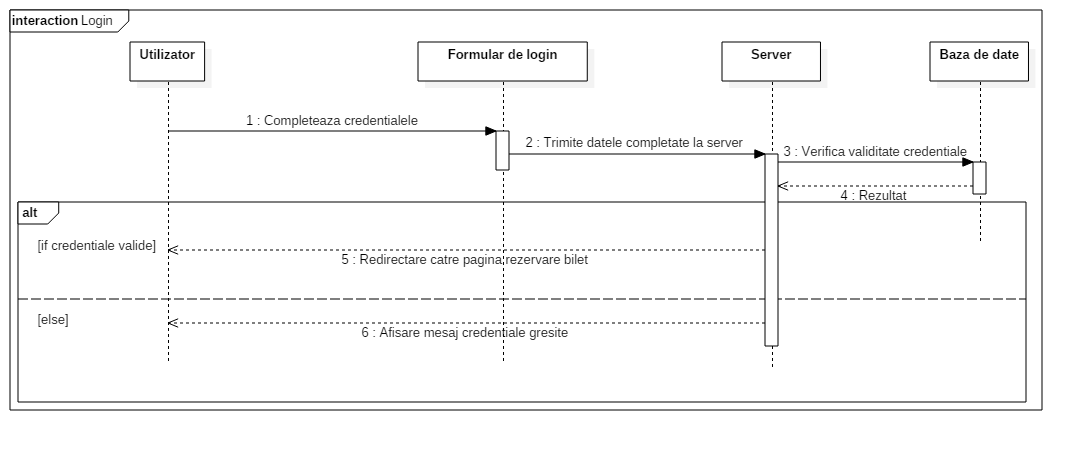 interaction Login
Utilizator
Formular de login
Server
Baza de date
1 : Completeaza credentialele
2 : Trimite datele completate la server
3 : Verifica validitate credentiale
4 : Rezultat
alt
[if credentiale valide]
5 : Redirectare catre pagina rezervare bilet
[else]
6 : Afisare mesaj credentiale gresite